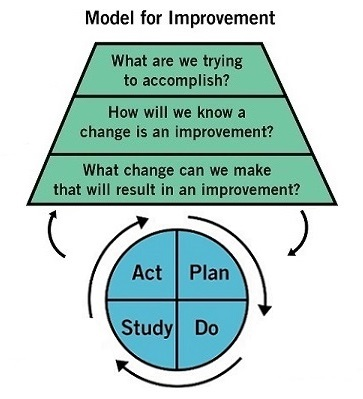 Model for Improvement
What are we trying
to accomplish?
How will we know a
change is an improvement?
What change can we make
that will result in an improvement?
Act
Plan
Study
Do